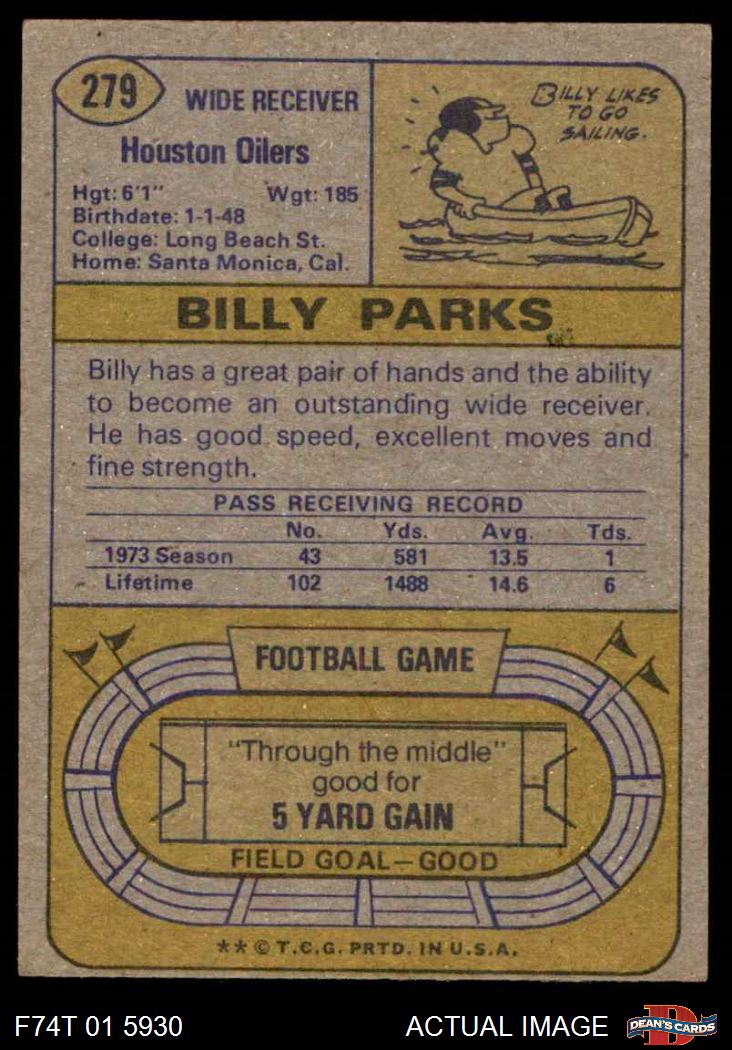 279
WIDE RECEIVER
Houston Oilers
Hgt: 6'1" Wgt: 185
Birthdate: 1-1-48
College: Long Beach St.
Home: Santa Monica, Cal.
BILLY LIKES
TO GO
SAILING.
BILLY PARKS
Billy has a great pair of hands and the ability
to become an outstanding wide receiver.
He has good speed, excellent moves and
fine strength.
PASS RECEIVING RECORD
No. Yds. Avg. Tds.
1973 Season 43 581 13.5 1
Lifetime 102 1488 14.6 6
FOOTBALL GAME
"Through the middle"
good for
5 YARD GAIN
FIELD GOAL—GOOD
** © T.C.G. PRTD. IN U.S.A.
F74T 01 5930 ACTUAL IMAGE
D
DEAN'S CARDS